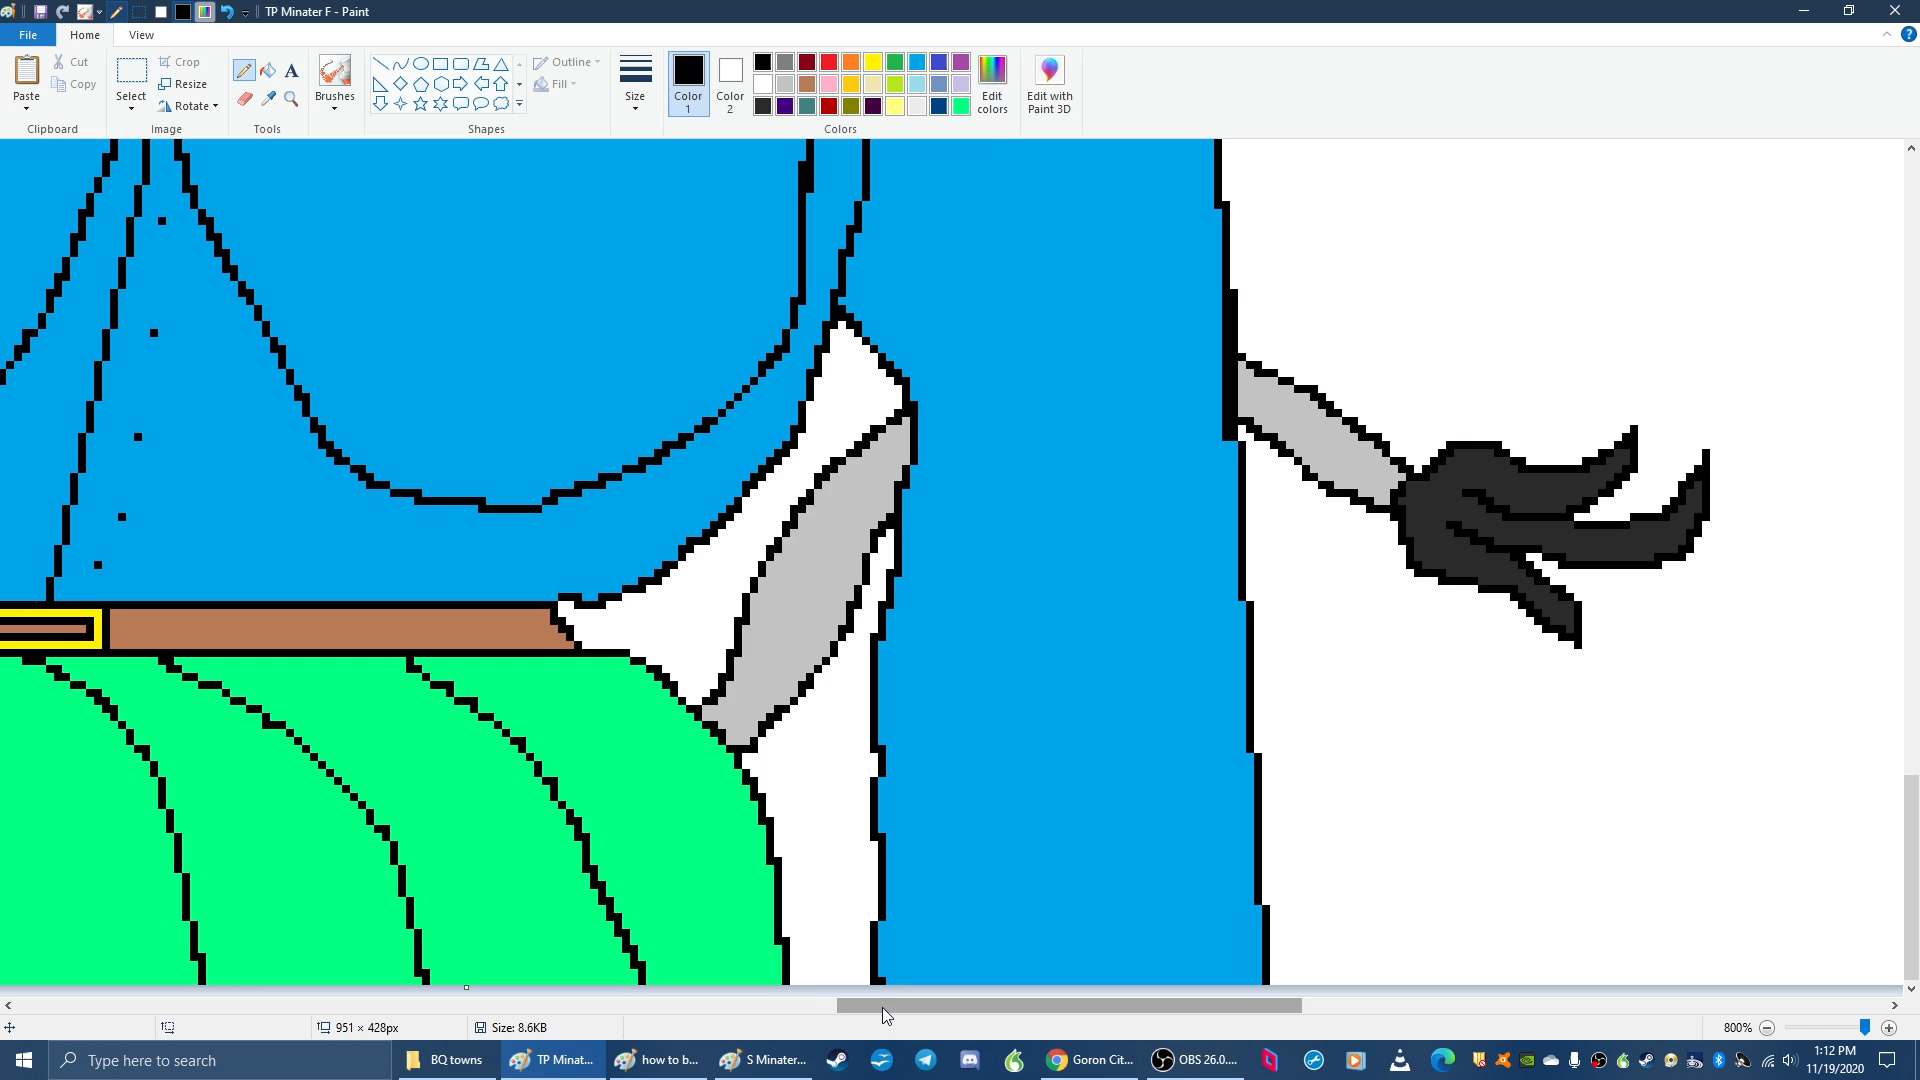 TP Minater F - Paint
File
Home
View
Paste
Cut
Copy
Clipboard
Select
Crop
Resize
Rotate
Image
A
Tools
Brushes
Shapes
Outline
Fill
Size
Color
1
Color
2
Colors
Edit
colors
Edit with
Paint 3D
951 × 428px
Size: 8.6KB
800%
Type here to search
BQ towns
TP Minat...
how to b...
S Minater...
Goron Cit...
OBS 26.0....
1:12 PM
11/19/2020